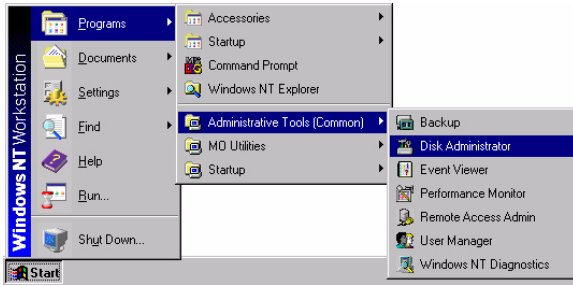 Windows NT Workstation
Programs
Documents
Settings
Find
Help
Run...
Shut Down...
Start
Accessories
Startup
Command Prompt
Windows NT Explorer
Administrative Tools (Common)
MO Utilities
Startup
Backup
Disk Administrator
Event Viewer
Performance Monitor
Remote Access Admin
User Manager
Windows NT Diagnostics